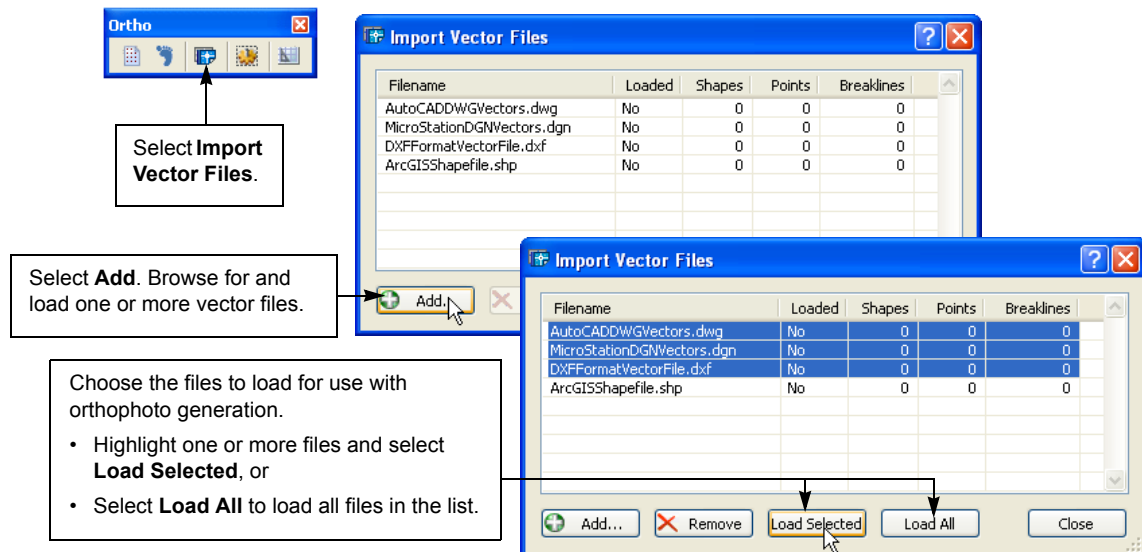 Ortho
Select Import
Vector Files.
Import Vector Files
Filename Loaded Shapes Points Breaklines
AutoCADDWGVectors.dwg No 0 0 0
MicroStationDGNVectors.dgn No 0 0 0
DXFFormatVectorFile.dxf No 0 0 0
ArcGISShapefile.shp No 0 0 0
Select Add. Browse for and
load one or more vector files.
Add...
Import Vector Files
Filename Loaded Shapes Points Breaklines
AutoCADDWGVectors.dwg No 0 0 0
MicroStationDGNVectors.dgn No 0 0 0
DXFFormatVectorFile.dxf No 0 0 0
ArcGISShapefile.shp No 0 0 0
Choose the files to load for use with
orthophoto generation.
• Highlight one or more files and select
Load Selected, or
• Select Load All to load all files in the list.
Add... Remove Load Selected Load All Close